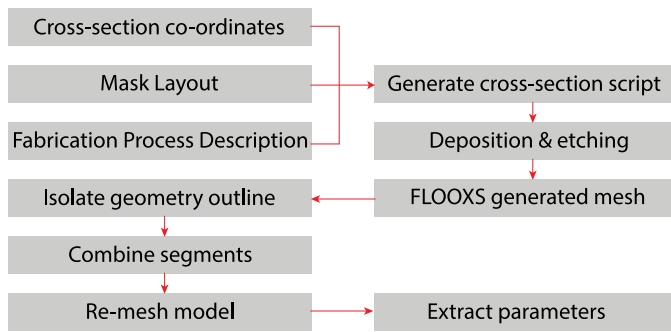 Cross-section co-ordinates
Mask Layout
Generate cross-section script
Fabrication Process Description
Deposition & etching
Isolate geometry outline
FLOOXS generated mesh
Combine segments
Re-mesh model
Extract parameters